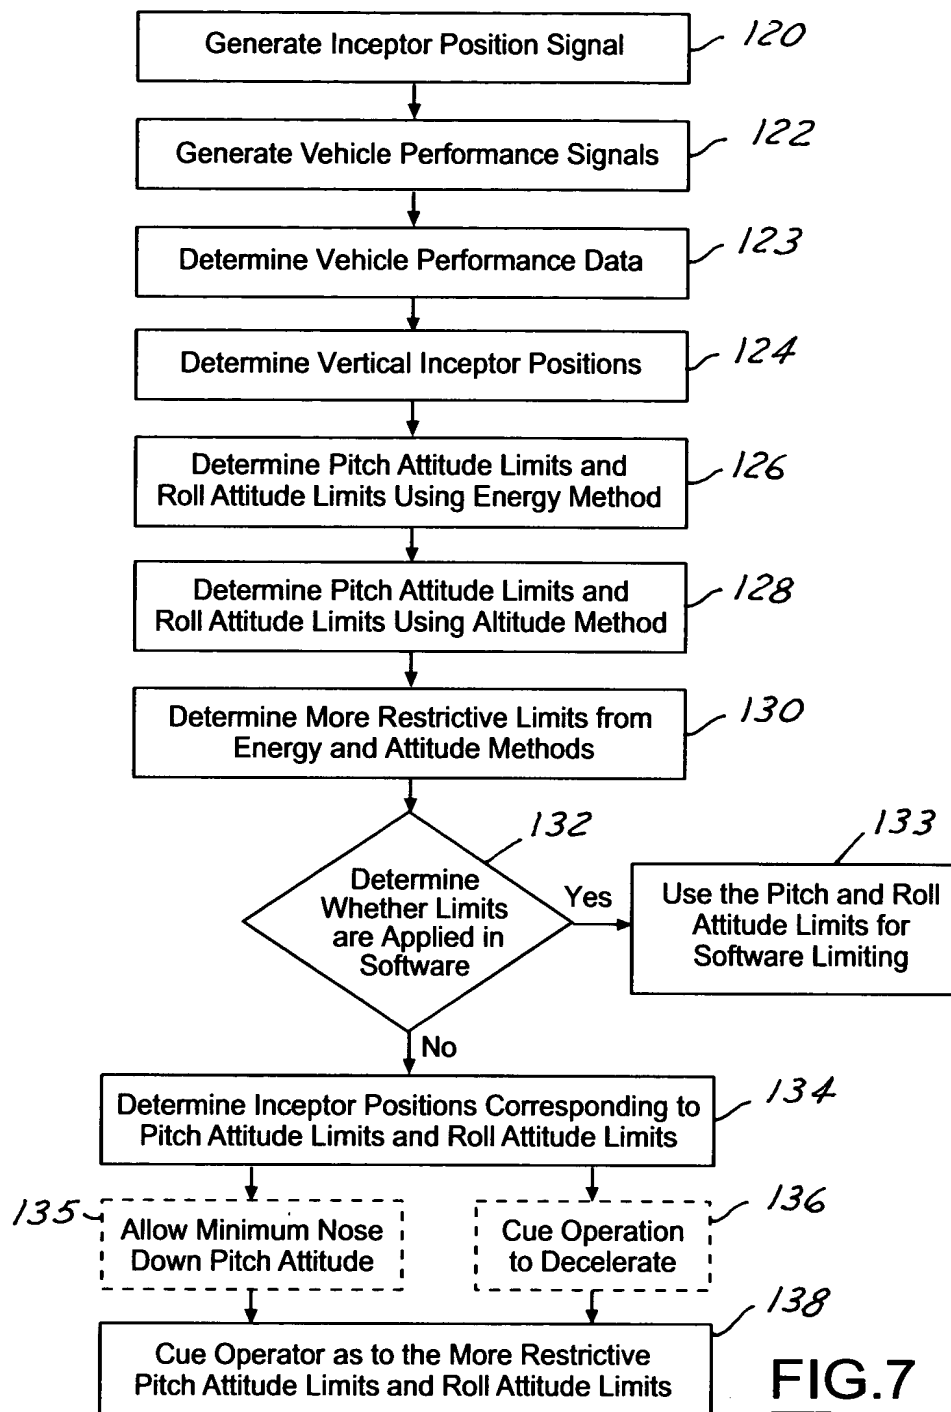 Generate Inceptor Position Signal
120
Generate Vehicle Performance Signals
122
Determine Vehicle Performance Data
123
Determine Vertical Inceptor Positions
124
Determine Pitch Attitude Limits and
Roll Attitude Limits Using Energy Method
126
Determine Pitch Attitude Limits and
Roll Attitude Limits Using Altitude Method
128
Determine More Restrictive Limits from
Energy and Attitude Methods
130
132
Determine
Whether Limits
are Applied in
Software
Yes
133
Use the Pitch and Roll
Attitude Limits for
Software Limiting
No
Determine Inceptor Positions Corresponding to
Pitch Attitude Limits and Roll Attitude Limits
134
135
Allow Minimum Nose
Down Pitch Attitude
Cue Operation
to Decelerate
136
Cue Operator as to the More Restrictive
Pitch Attitude Limits and Roll Attitude Limits
138
FIG.7